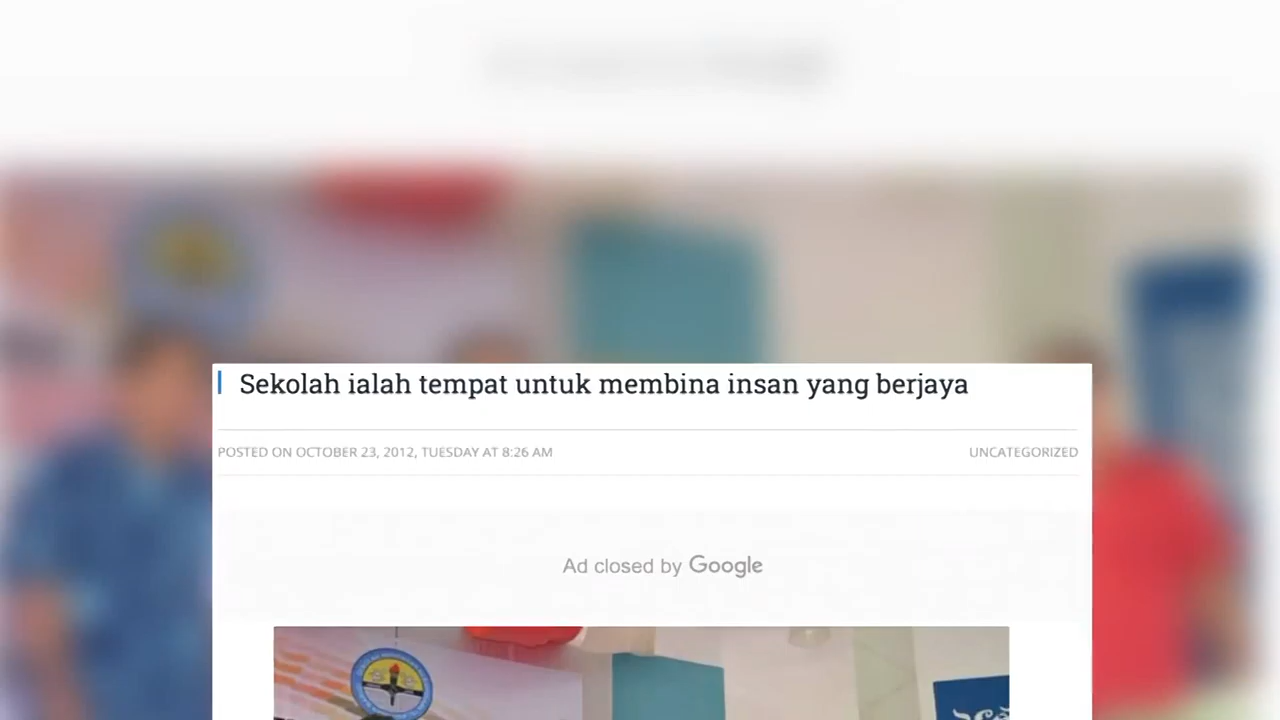 Sekolah ialah tempat untuk membina insan yang berjaya
POSTED ON OCTOBER 23, 2012, TUESDAY AT 8:26 AM
UNCATEGORIZED
Ad closed by Google